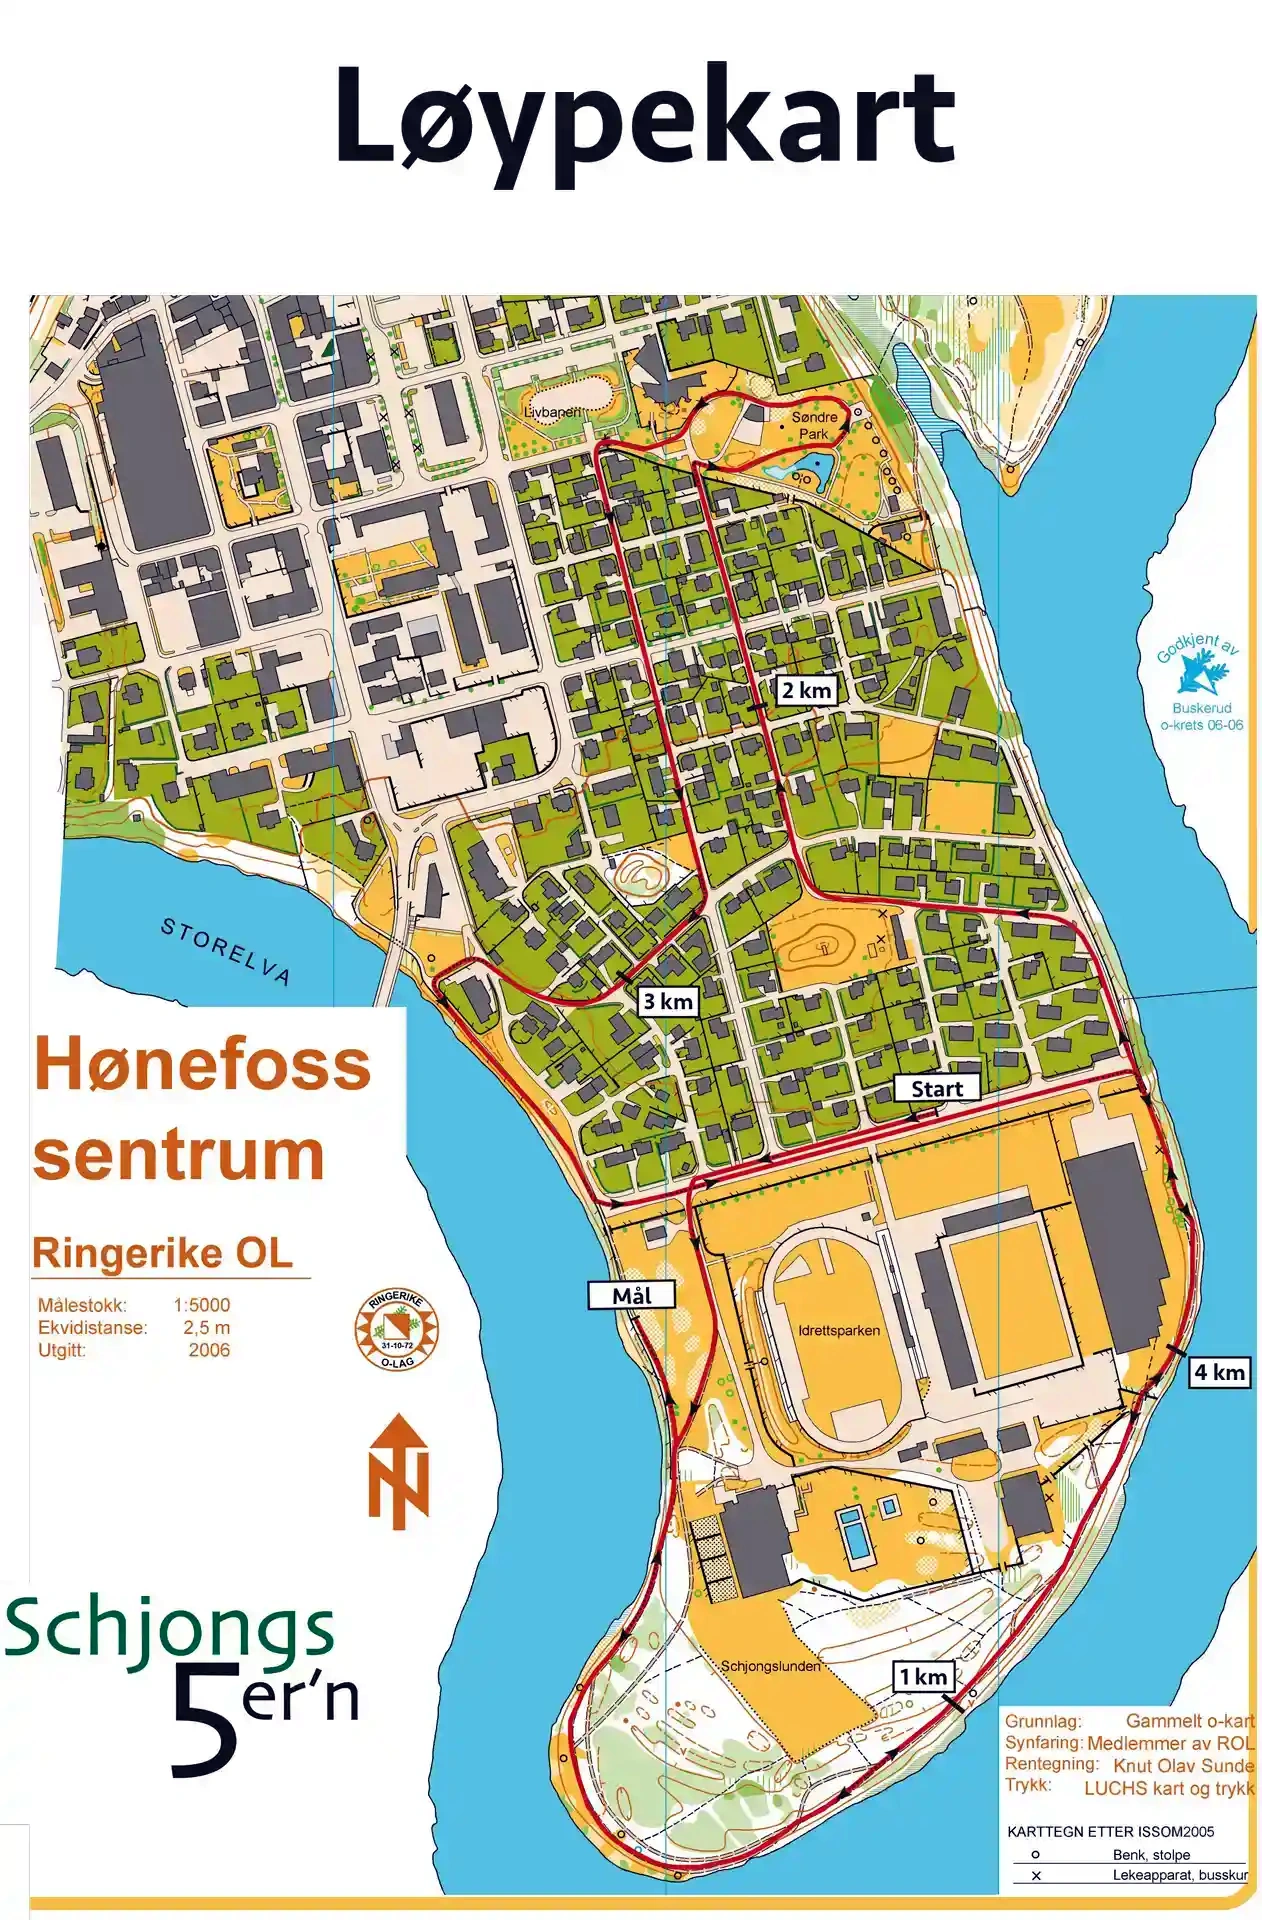 Løypekart
Livbanen
Søndre
Park
Godkjent av
Buskerud
o-krets 06-06
2 km
STORELVA
3 km
Hønefoss
sentrum
Start
Ringerike OL
Målestokk: 1:5000
Ekvidistanse: 2,5 m
Utgitt: 2006
RINGERIKE
31-10-72
O-LAG
Mål
Idrettsparken
4 km
N
Schjongs
5er'n
Schjongslunden
1 km
Grunnlag: Gammelt o-kart
Synfaring: Medlemmer av ROL
Rentegning: Knut Olav Sunde
Trykk: LUCHS kart og trykk
KARTTEGN ETTER ISSOM2005
Benk, stolpe
Lekeapparat, busskur